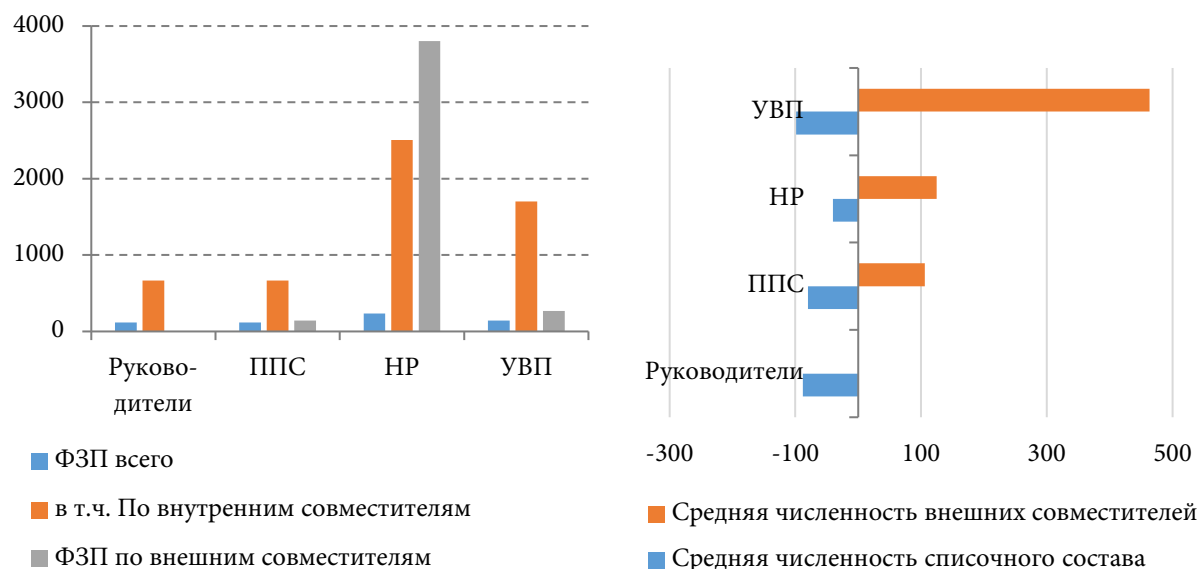 4000
3000
2000
1000
0
Руково-
дители
ППС
НР
УВП
ФЗП всего
в т.ч. По внутренним совместителям
ФЗП по внешним совместителям
УВП
НР
ППС
Руководители
-300
-100
100
300
500
Средняя численность внешних совместителей
Средняя численность списочного состава